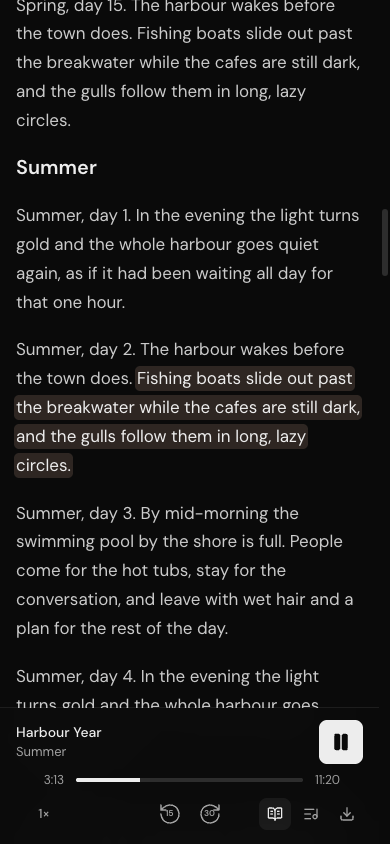 Spring, day 15. The harbour wakes before
the town does. Fishing boats slide out past
the breakwater while the cafes are still dark,
and the gulls follow them in long, lazy
circles.
Summer
Summer, day 1. In the evening the light turns
gold and the whole harbour goes quiet
again, as if it had been waiting all day for
that one hour.
Summer, day 2. The harbour wakes before
the town does. Fishing boats slide out past
the breakwater while the cafes are still dark,
and the gulls follow them in long, lazy
circles.
Summer, day 3. By mid-morning the
swimming pool by the shore is full. People
come for the hot tubs, stay for the
conversation, and leave with wet hair and a
plan for the rest of the day.
Summer, day 4. In the evening the light
turns gold and the whole harbour goes
Harbour Year
Summer
3:13 11:20
1× 15 30